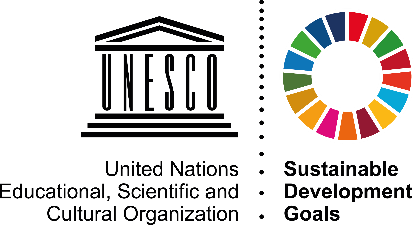 UNESCO
United Nations
Educational, Scientific and
Cultural Organization
Sustainable
Development
Goals